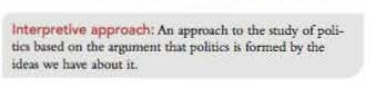 Interpretive approach: An approach to the study of poli-
tics based on the argument that politics is formed by the
ideas we have about it.